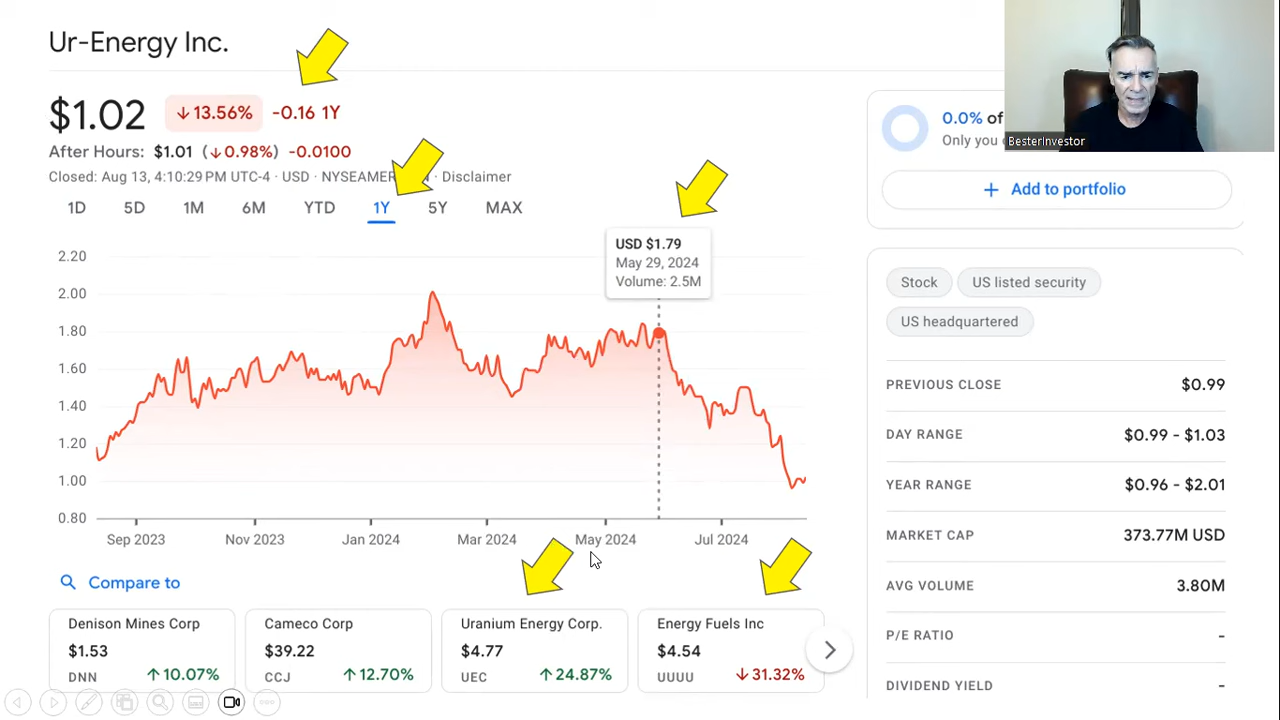 Ur-Energy Inc.
$1.02 ↓ 13.56% -0.16 1Y
After Hours: $1.01 (↓0.98%) -0.0100
Closed: Aug 13, 4:10:29 PM UTC-4 · USD · · Disclaimer
1D 5D 1M 6M YTD 1Y 5Y MAX
USD $1.79
May 29, 2024
Volume: 2.5M
2.20
2.00
1.80
1.60
1.40
1.20
1.00
0.80
Sep 2023 Nov 2023 Jan 2024 Mar 2024 May 2024 Jul 2024
Compare to
Denison Mines Corp
$1.53
DNN ↑ 10.07%
Cameco Corp
$39.22
CCJ ↑ 12.70%
Uranium Energy Corp.
$4.77
UEC ↑ 24.87%
Energy Fuels Inc
$4.54
UUUU ↓ 31.32%
BesterInvestor
0.0% of
Only you
+ Add to portfolio
Stock US listed security
US headquartered
PREVIOUS CLOSE $0.99
DAY RANGE $0.99 - $1.03
YEAR RANGE $0.96 - $2.01
MARKET CAP 373.77M USD
AVG VOLUME 3.80M
P/E RATIO -
DIVIDEND YIELD -